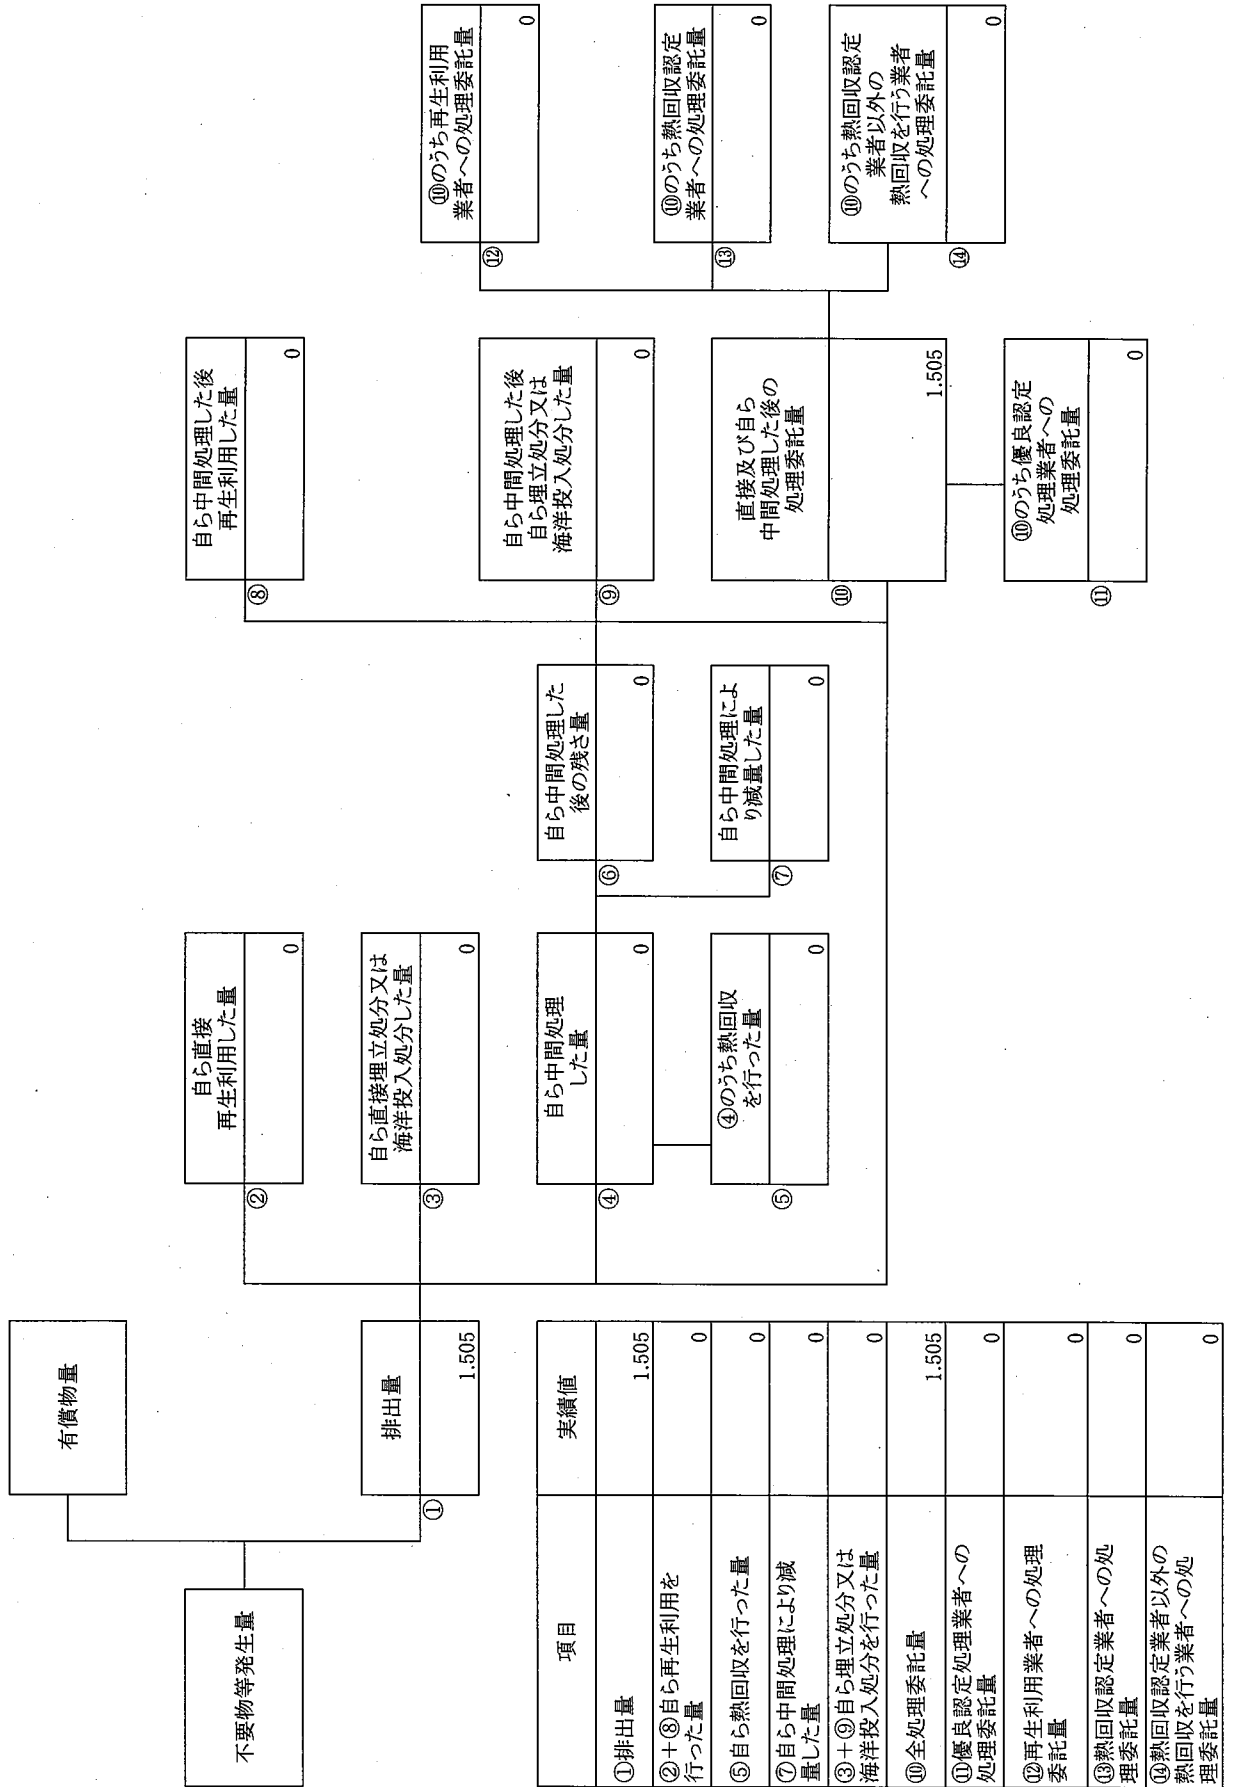 不要物等発生量
有償物量
排出量
①
1.505
自ら直接
再生利用した量
②
0
自ら直接埋立処分又は
海洋投入処分した量
③
0
自ら中間処理
した量
④
0
④のうち熱回収
を行った量
⑤
0
自ら中間処理した
後の残さ量
⑥
0
自ら中間処理によ
り減量した量
⑦
0
自ら中間処理した後
再生利用した量
⑧
0
自ら中間処理した後
自ら埋立処分又は
海洋投入処分した量
⑨
0
直接及び自ら
中間処理した後の
処理委託量
⑩
1.505
⑩のうち優良認定
処理業者への
処理委託量
⑪
0
⑩のうち再生利用
業者への処理委託量
⑫
0
⑩のうち熱回収認定
業者への処理委託量
⑬
0
⑩のうち熱回収認定
業者以外の
熱回収を行う業者
への処理委託量
⑭
0
項目 実績値
①排出量 1.505
②+⑧自ら再生利用を
行った量 0
⑤自ら熱回収を行った量 0
⑦自ら中間処理により減
量した量 0
③+⑨自ら埋立処分又は
海洋投入処分を行った量 0
⑩全処理委託量 1.505
⑪優良認定処理業者への
処理委託量 0
⑫再生利用業者への処理
委託量 0
⑬熱回収認定業者への処
理委託量 0
⑭熱回収認定業者以外の
熱回収を行う業者への処
理委託量 0